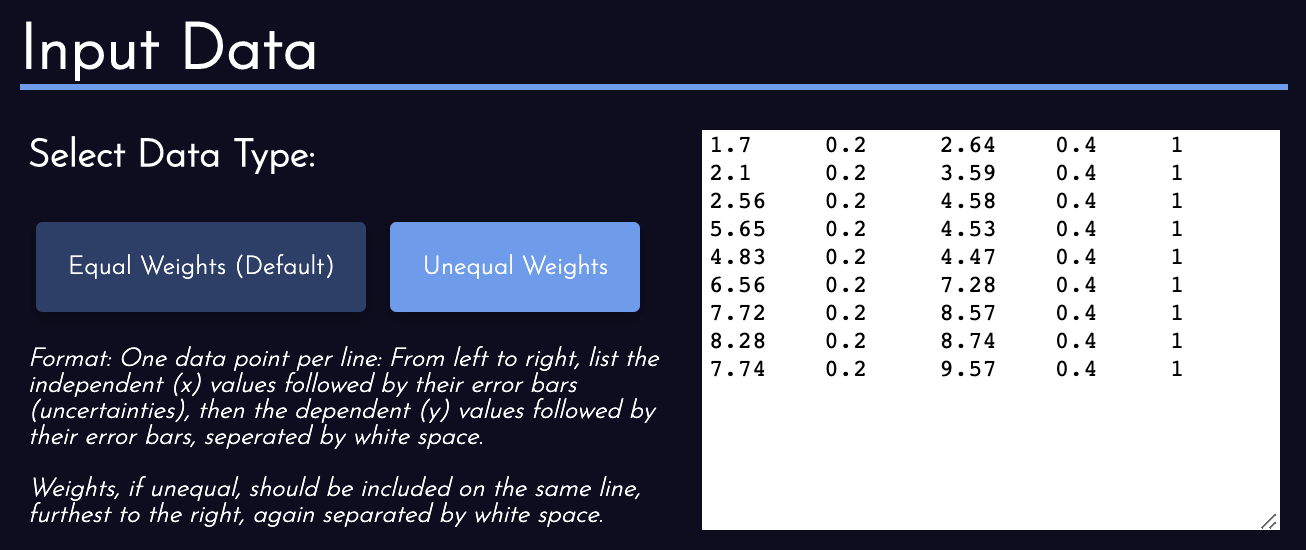 Input Data
Select Data Type:
Equal Weights (Default)
Unequal Weights
Format: One data point per line: From left to right, list the
independent (x) values followed by their error bars
(uncertainties), then the dependent (y) values followed by
their error bars, seperated by white space.
Weights, if unequal, should be included on the same line,
furthest to the right, again separated by white space.
1.7 0.2 2.64 0.4 1
2.1 0.2 3.59 0.4 1
2.56 0.2 4.58 0.4 1
5.65 0.2 4.53 0.4 1
4.83 0.2 4.47 0.4 1
6.56 0.2 7.28 0.4 1
7.72 0.2 8.57 0.4 1
8.28 0.2 8.74 0.4 1
7.74 0.2 9.57 0.4 1